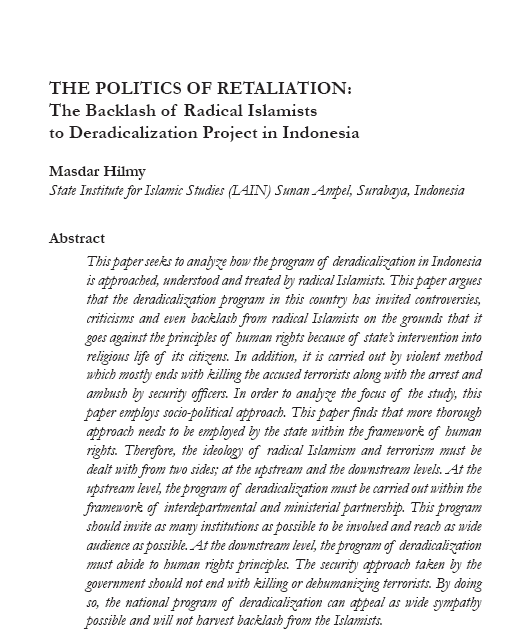 THE POLITICS OF RETALIATION:
The Backlash of Radical Islamists
to Deradicalization Project in Indonesia
Masdar Hilmy
State Institute for Islamic Studies (IAIN) Sunan Ampel, Surabaya, Indonesia
Abstract
This paper seeks to analyze how the program of deradicalization in Indonesia
is approached, understood and treated by radical Islamists. This paper argues
that the deradicalization program in this country has invited controversies,
criticisms and even backlash from radical Islamists on the grounds that it
goes against the principles of human rights because of state's intervention into
religious life of its citizens. In addition, it is carried out by violent method
which mostly ends with killing the accused terrorists along with the arrest and
ambush by security officers. In order to analyze the focus of the study, this
paper employs socio-political approach. This paper finds that more thorough
approach needs to be employed by the state within the framework of human
rights. Therefore, the ideology of radical Islamism and terrorism must be
dealt with from two sides; at the upstream and the downstream levels. At the
upstream level, the program of deradicalization must be carried out within the
framework of interdepartmental and ministerial partnership. This program
should invite as many institutions as possible to be involved and reach as wide
audience as possible. At the downstream level, the program of deradicalization
must abide to human rights principles. The security approach taken by the
government should not end with killing or dehumanizing terrorists. By doing
so, the national program of deradicalization can appeal as wide sympathy
possible and will not harvest backlash from the Islamists.